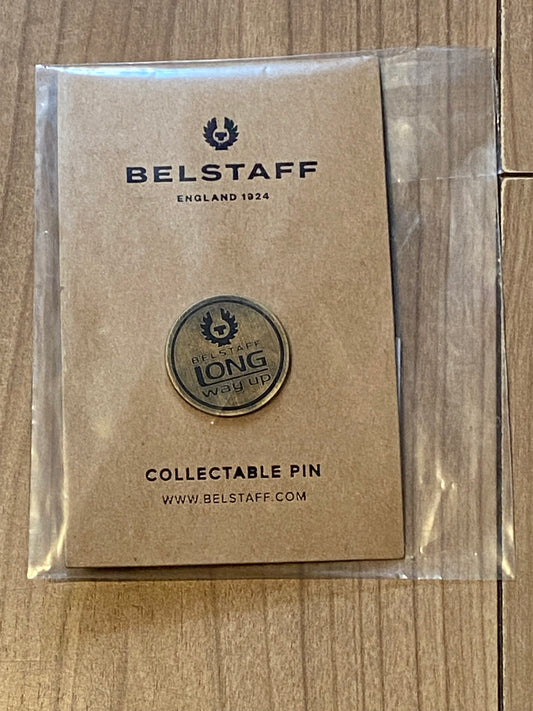 BELSTAFF
ENGLAND 1924
BELSTAFF
LONG
way up
COLLECTABLE PIN
WWW.BELSTAFF.COM